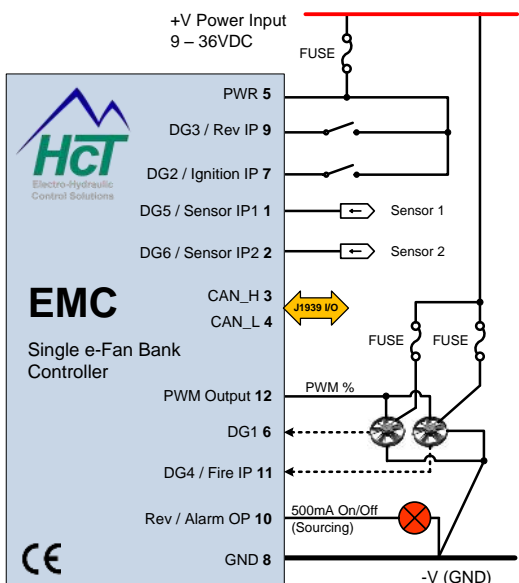 +V Power Input
9 – 36VDC
FUSE
PWR 5
DG3 / Rev IP 9
HCT
Electro-Hydraulic
Control Solutions
DG2 / Ignition IP 7
DG5 / Sensor IP1 1
Sensor 1
DG6 / Sensor IP2 2
Sensor 2
CAN_H 3
J1939 I/O
CAN_L 4
EMC
Single e-Fan Bank
Controller
FUSE
FUSE
PWM Output 12
PWM %
DG1 6
DG4 / Fire IP 11
Rev / Alarm OP 10
500mA On/Off
(Sourcing)
CE
GND 8
-V (GND)